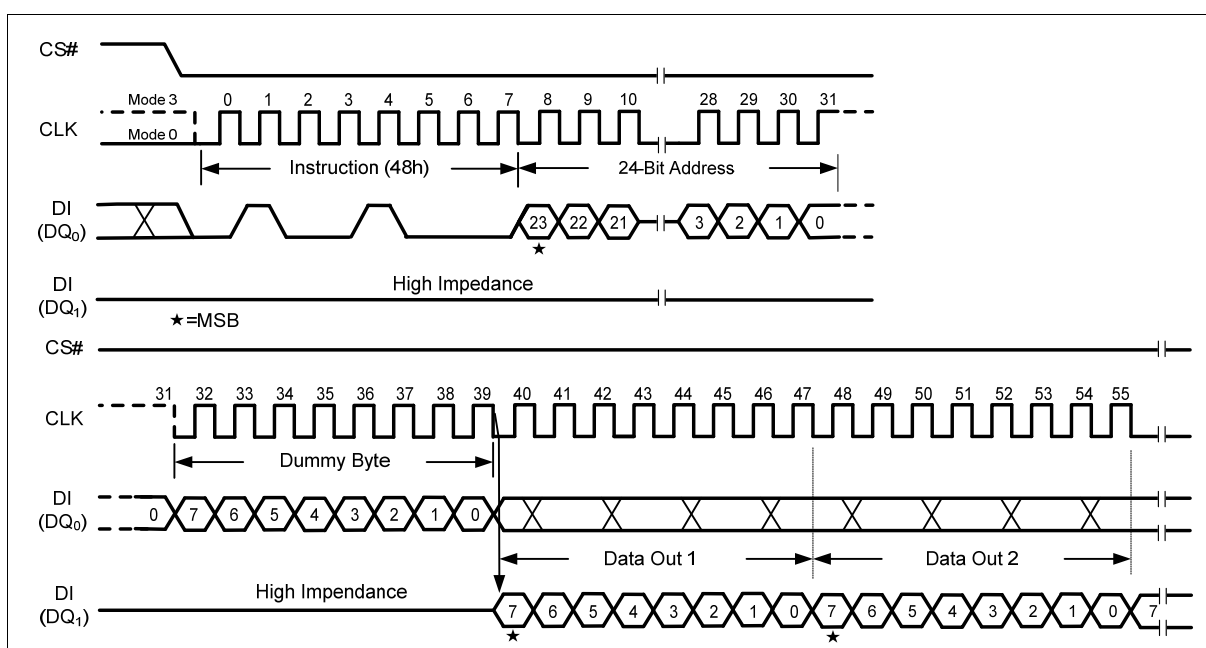 CS#
Mode 3 0 1 2 3 4 5 6 7 8 9 10 28 29 30 31
CLK
Mode 0
Instruction (48h) 24-Bit Address
DI
(DQ0)
23 22 21 3 2 1 0
★
High Impedance
DI
(DQ1)
★=MSB
CS#
31 32 33 34 35 36 37 38 39 40 41 42 43 44 45 46 47 48 49 50 51 52 53 54 55
CLK
Dummy Byte
DI
(DQ0)
0 7 6 5 4 3 2 1 0
Data Out 1 Data Out 2
High Impendance
DI
(DQ1)
7 6 5 4 3 2 1 0 7 6 5 4 3 2 1 0 7
★ ★